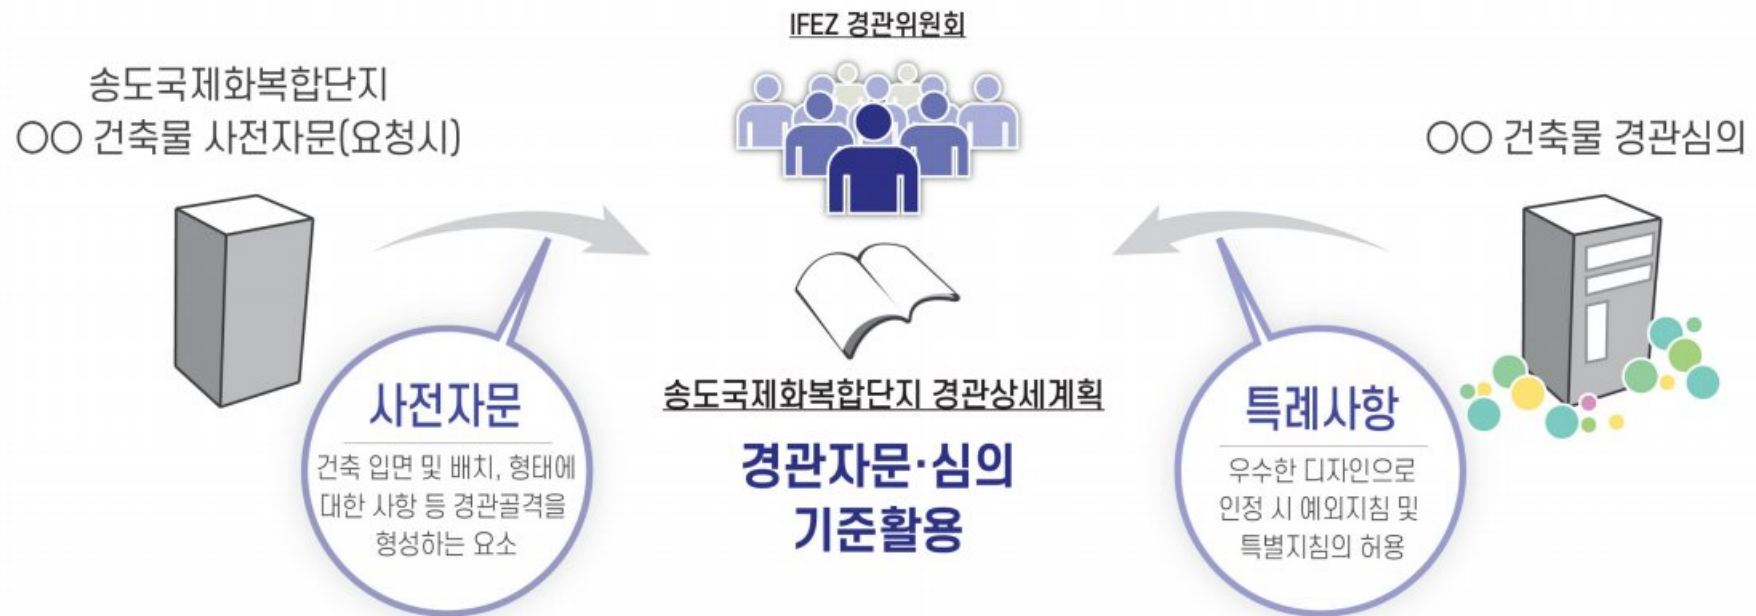 IFEZ 경관위원회
송도국제화복합단지
○○ 건축물 사전자문(요청시)
○○ 건축물 경관심의
사전자문
건축 입면 및 배치, 형태에
대한 사항 등 경관골격을
형성하는 요소
송도국제화복합단지 경관상세계획
경관자문·심의
기준활용
특례사항
우수한 디자인으로
인정 시 예외지침 및
특별지침의 허용